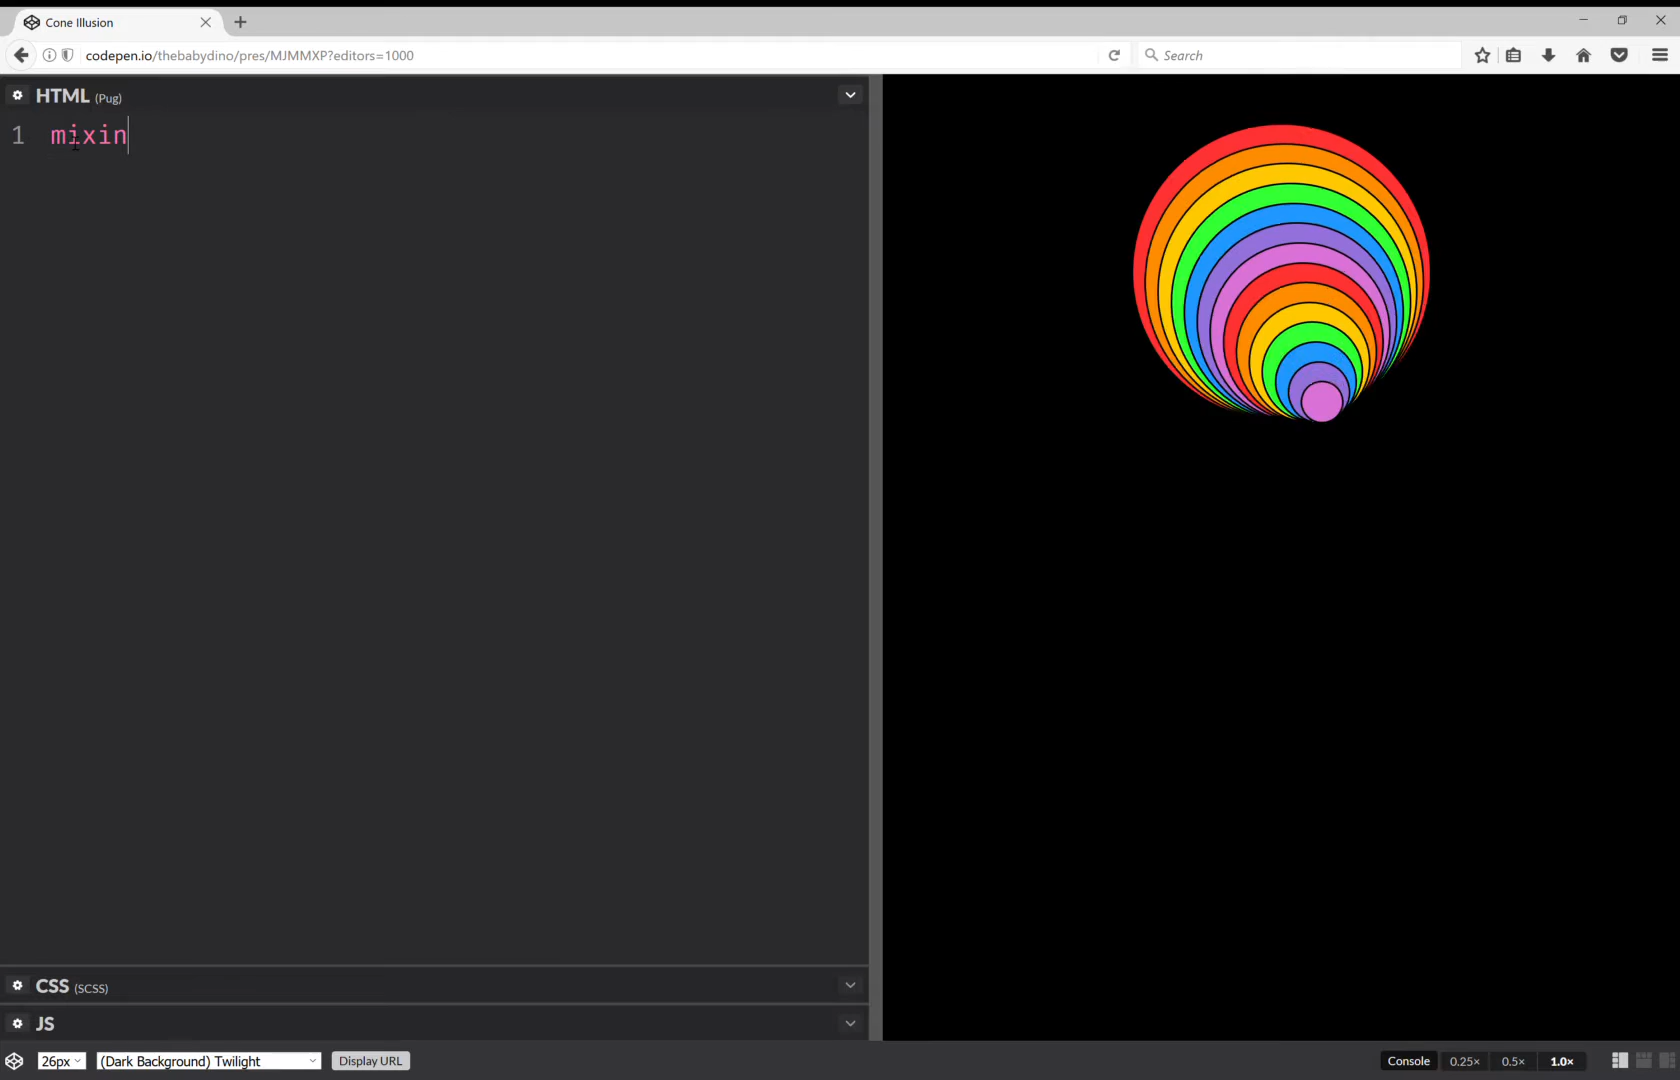 Cone Illusion
codepen.io/thebabydino/pres/MJMMXP?editors=1000
Search
HTML (Pug)
1 mixin
CSS (SCSS)
JS
26px (Dark Background) Twilight Display URL Console 0.25× 0.5× 1.0×